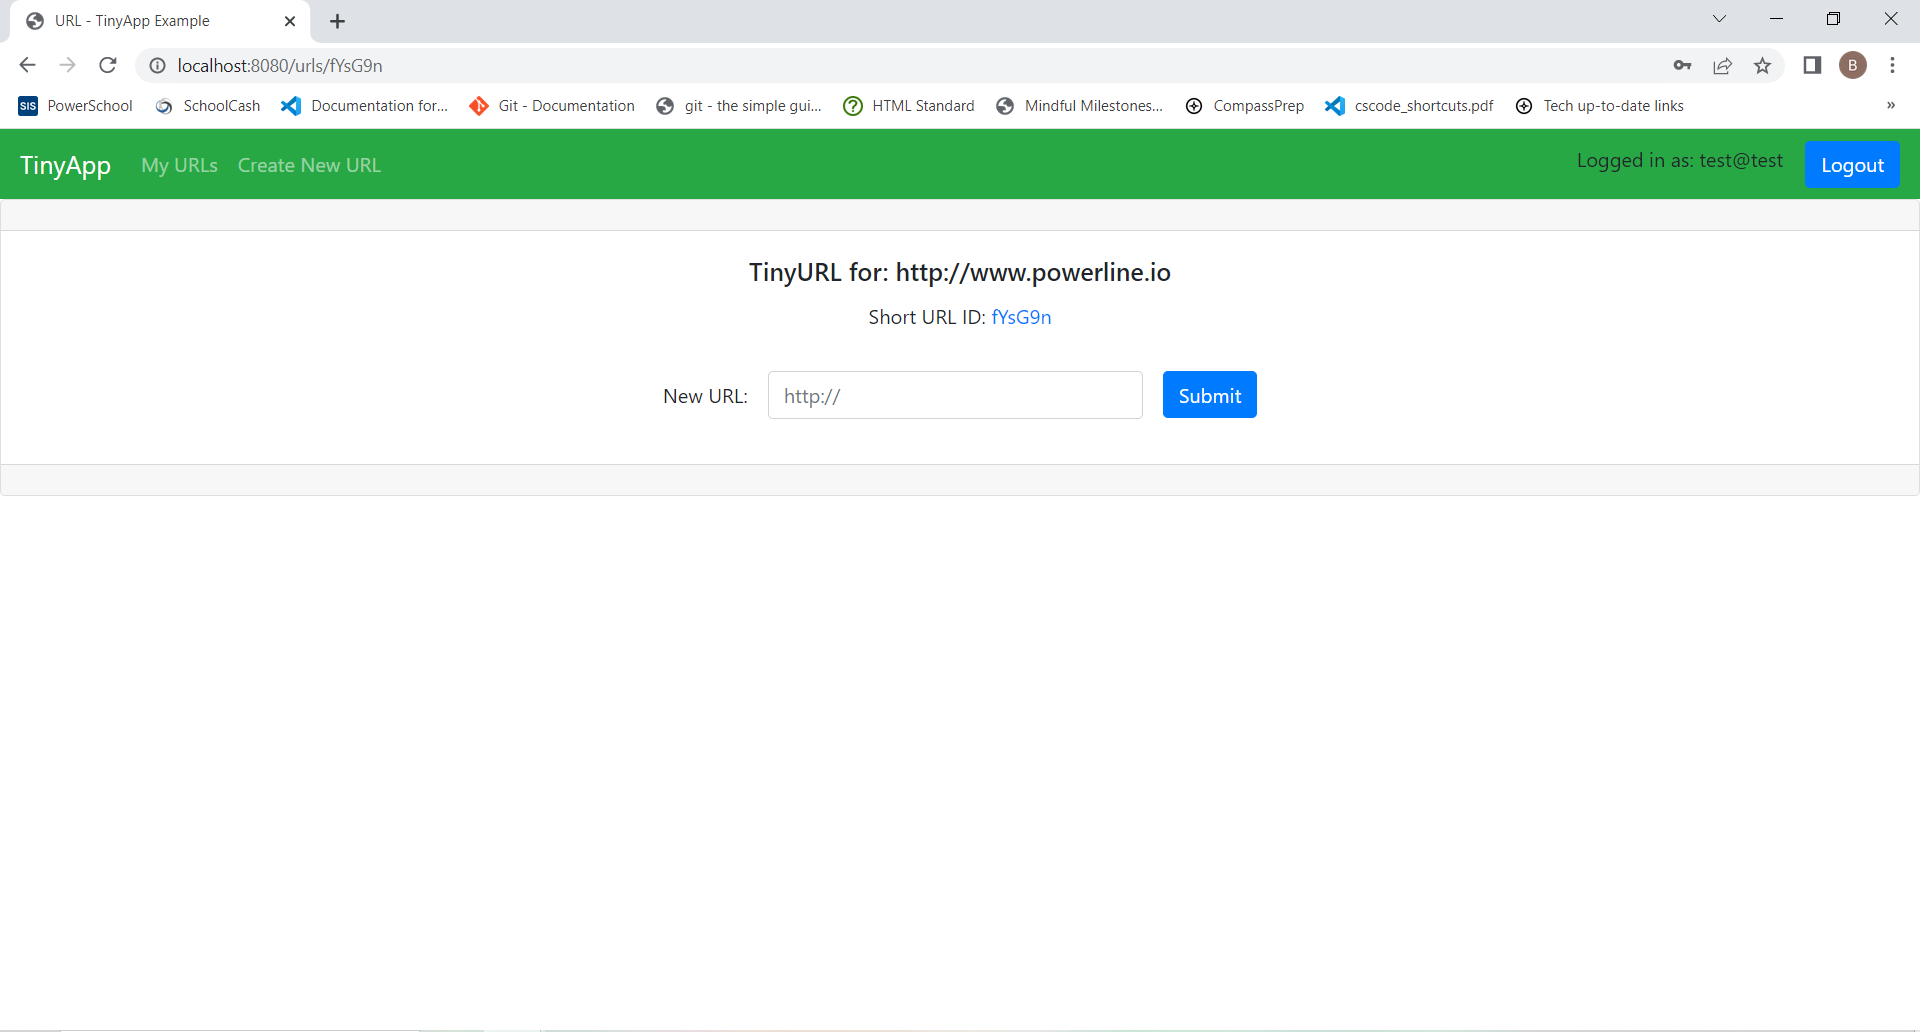 URL - TinyApp Example
localhost:8080/urls/fYsG9n
B
SIS PowerSchool SchoolCash Documentation for... Git - Documentation git - the simple gui... HTML Standard Mindful Milestones... CompassPrep cscode_shortcuts.pdf Tech up-to-date links »
TinyApp My URLs Create New URL Logged in as: test@test Logout
TinyURL for: http://www.powerline.io
Short URL ID: fYsG9n
New URL: http:// Submit